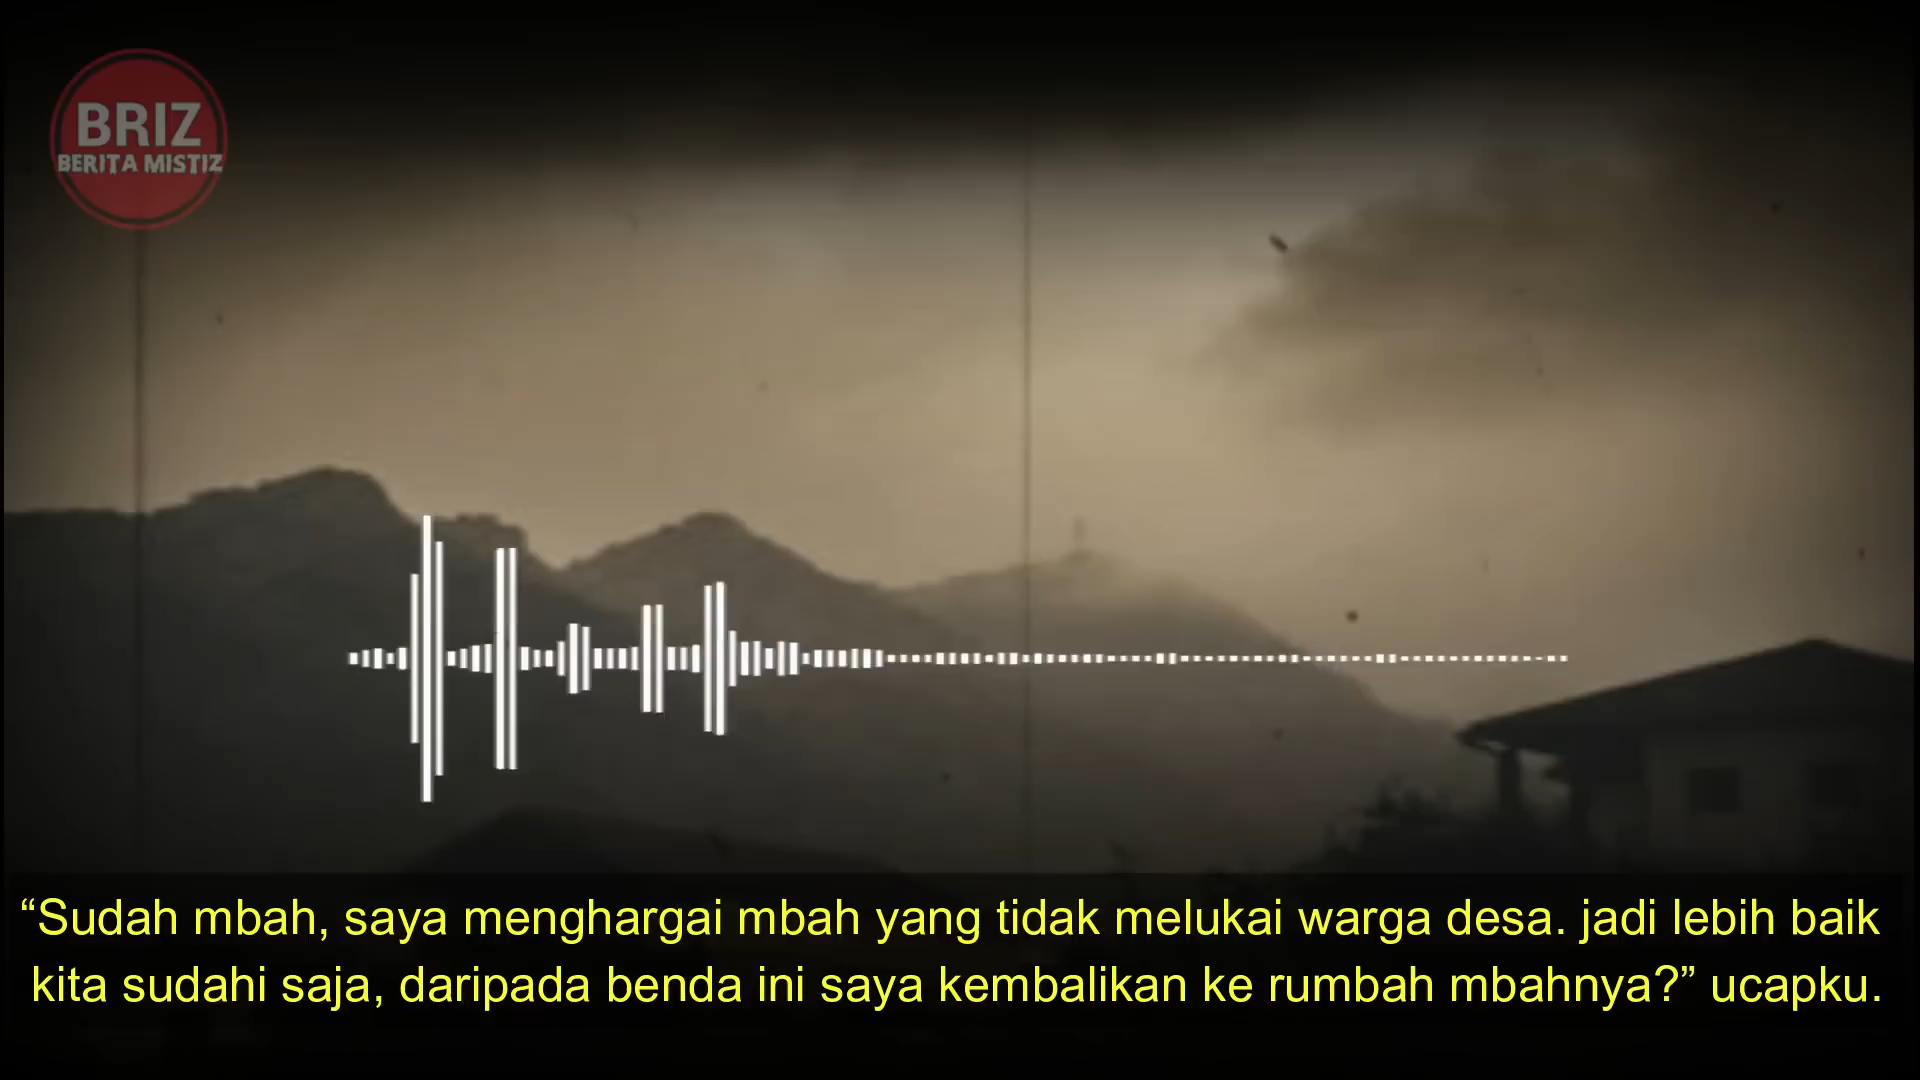 BRIZ
BERITA MISTIZ
“Sudah mbah, saya menghargai mbah yang tidak melukai warga desa. jadi lebih baik
kita sudahi saja, daripada benda ini saya kembalikan ke rumbah mbahnya?” ucapku.